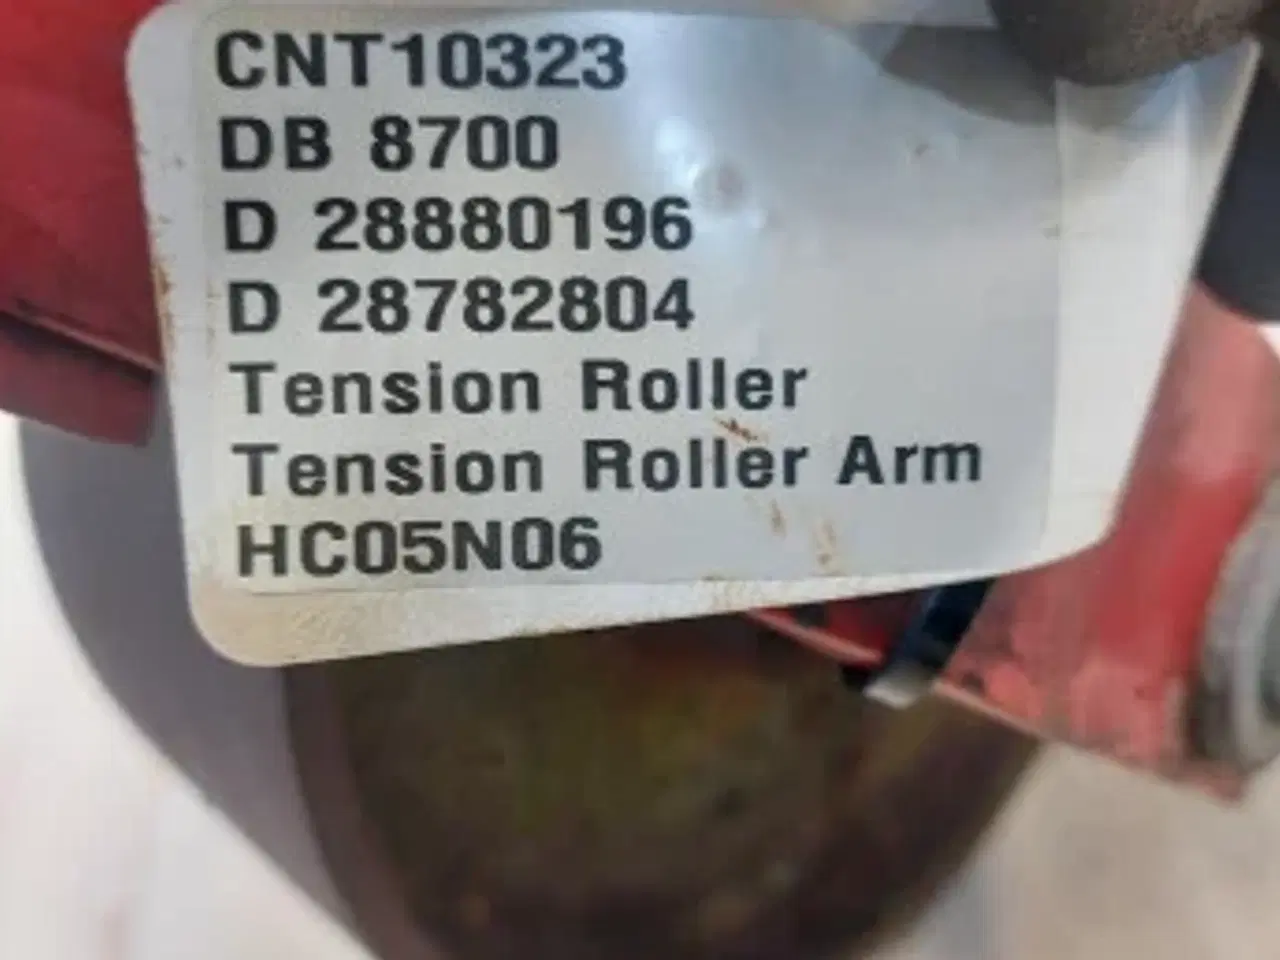 CNT10323
DB 8700
D 28880196
D 28782804
Tension Roller
Tension Roller Arm
HC05N06